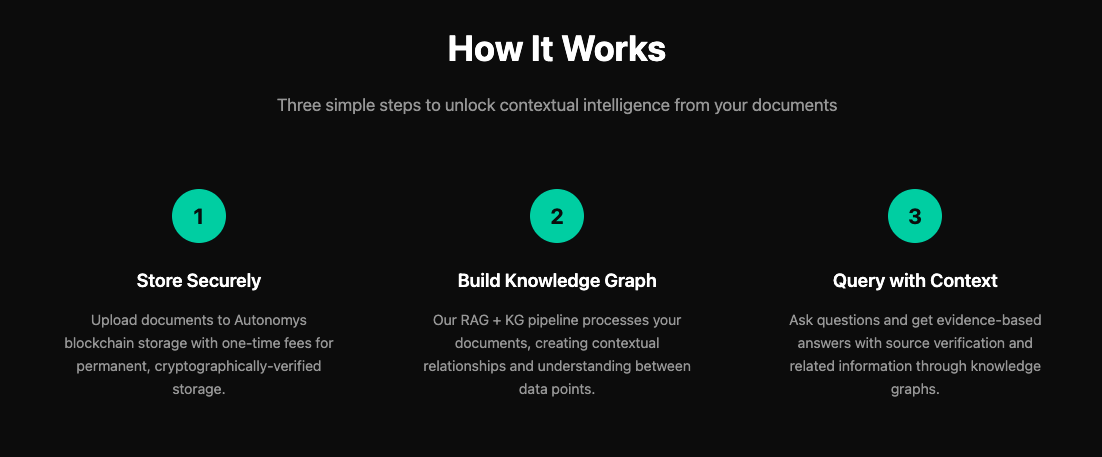 How It Works
Three simple steps to unlock contextual intelligence from your documents
1
Store Securely
Upload documents to Autonomys
blockchain storage with one-time fees for
permanent, cryptographically-verified
storage.
2
Build Knowledge Graph
Our RAG + KG pipeline processes your
documents, creating contextual
relationships and understanding between
data points.
3
Query with Context
Ask questions and get evidence-based
answers with source verification and
related information through knowledge
graphs.